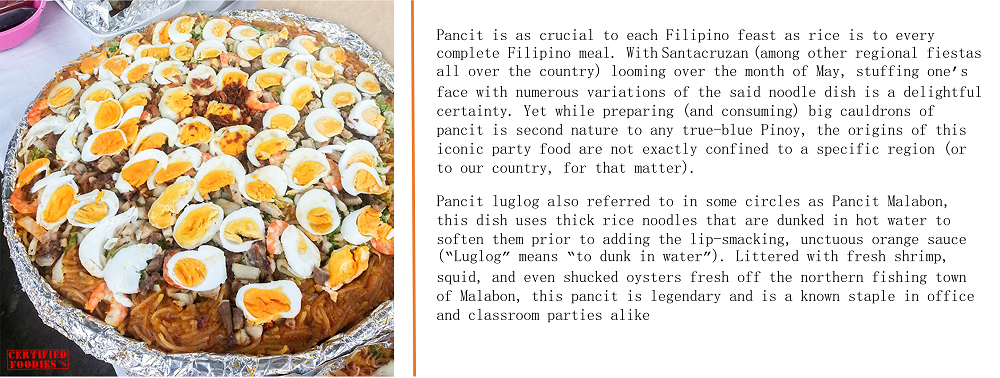 Pancit is as crucial to each Filipino feast as rice is to every
complete Filipino meal. With Santacruzan (among other regional fiestas
all over the country) looming over the month of May, stuffing one's
face with numerous variations of the said noodle dish is a delightful
certainty. Yet while preparing (and consuming) big cauldrons of
pancit is second nature to any true-blue Pinoy, the origins of this
iconic party food are not exactly confined to a specific region (or
to our country, for that matter).
Pancit luglog also referred to in some circles as Pancit Malabon,
this dish uses thick rice noodles that are dunked in hot water to
soften them prior to adding the lip-smacking, unctuous orange sauce
("Luglog" means "to dunk in water"). Littered with fresh shrimp,
squid, and even shucked oysters fresh off the northern fishing town
of Malabon, this pancit is legendary and is a known staple in office
and classroom parties alike
CERTIFIED
FOODIES